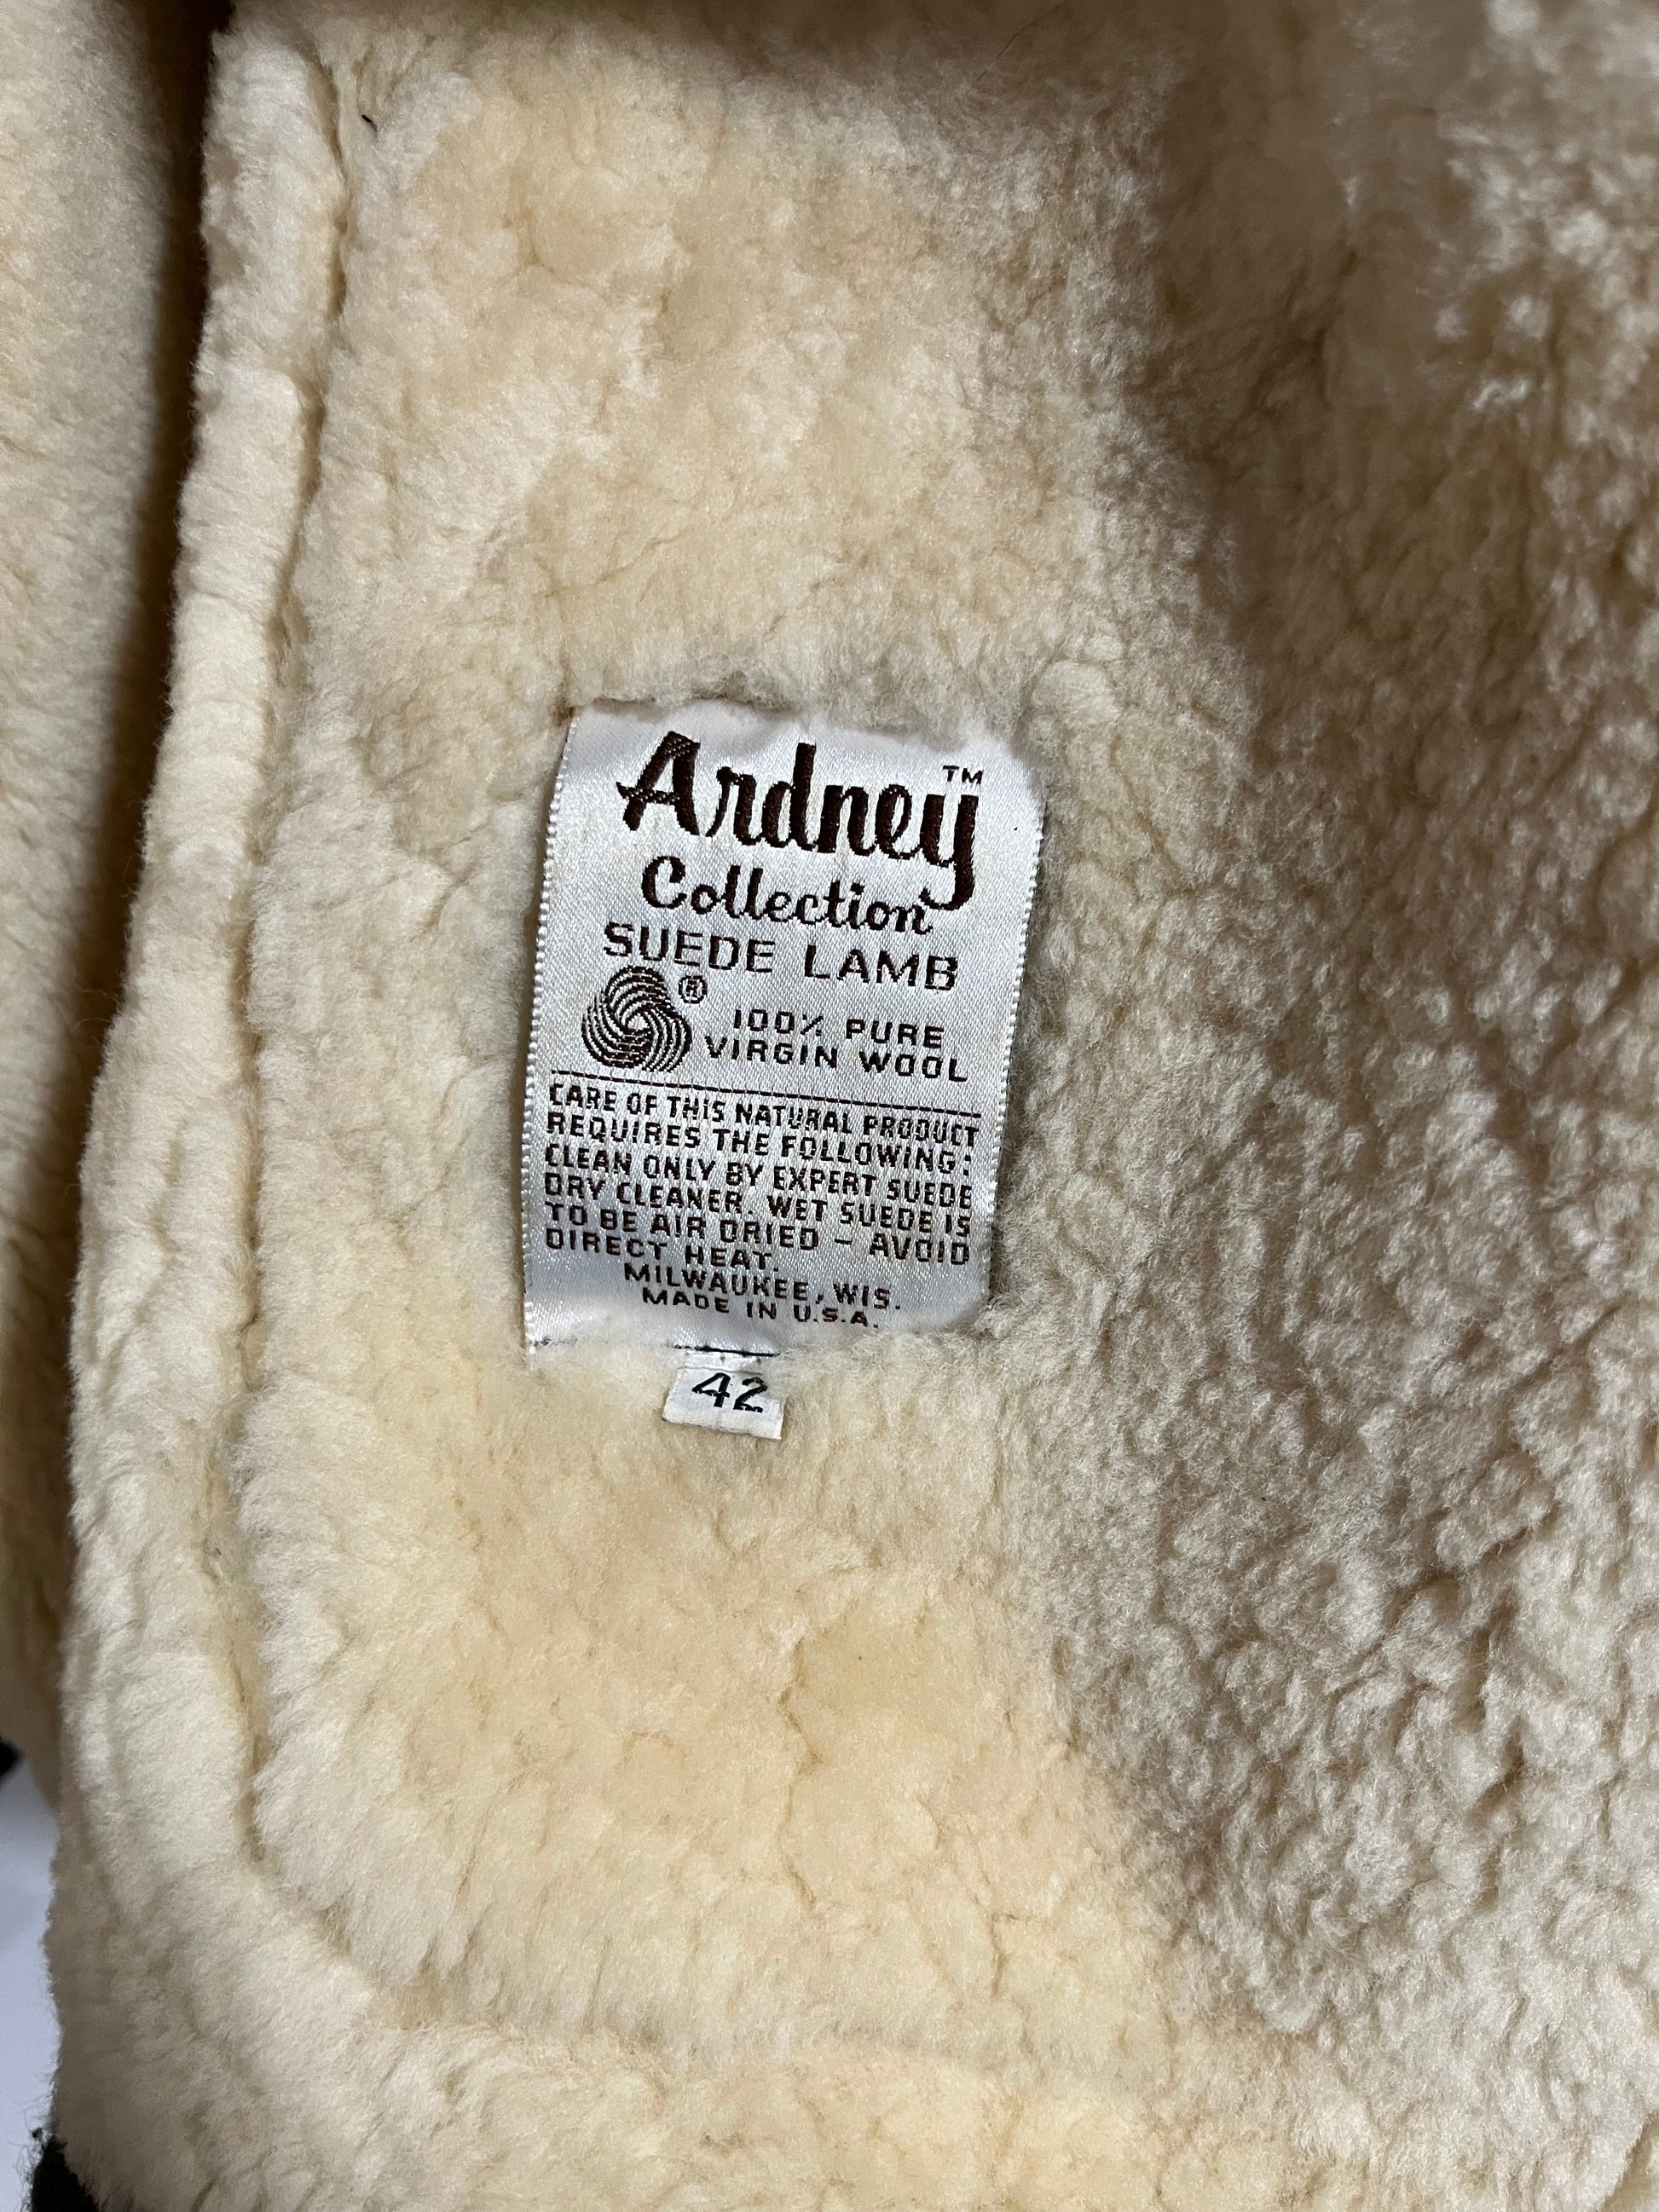 Ardney™
Collection
SUEDE LAMB
®
100% PURE
VIRGIN WOOL
CARE OF THIS NATURAL PRODUCT
REQUIRES THE FOLLOWING:
CLEAN ONLY BY EXPERT SUEDE
DRY CLEANER. WET SUEDE IS
TO BE AIR DRIED – AVOID
DIRECT HEAT.
MILWAUKEE, WIS.
MADE IN U.S.A.
42